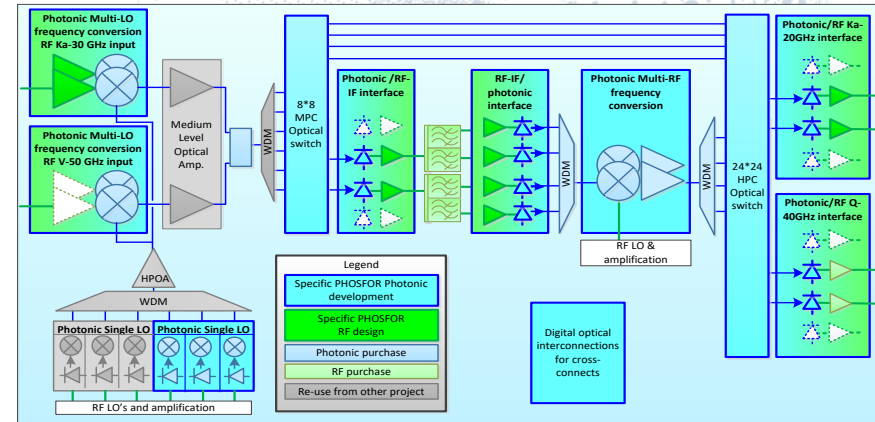 Photonic Multi-LO
frequency conversion
RF Ka-30 GHz input
Photonic Multi-LO
frequency conversion
RF V-50 GHz input
Medium
Level
Optical
Amp.
WDM
8*8
MPC
Optical
switch
Photonic /RF-
IF interface
RF-IF/
photonic
interface
WDM
Photonic Multi-RF
frequency
conversion
RF LO &
amplification
WDM
24*24
HPC
Optical
switch
Photonic/RF Ka-
20GHz interface
Photonic/RF Q-
40GHz interface
HPOA
WDM
Photonic Single LO
Photonic Single LO
RF LO's and amplification
Legend
Specific PHOSFOR Photonic
development
Specific PHOSFOR
RF design
Photonic purchase
RF purchase
Re-use from other project
Digital optical
interconnections
for cross-
connects